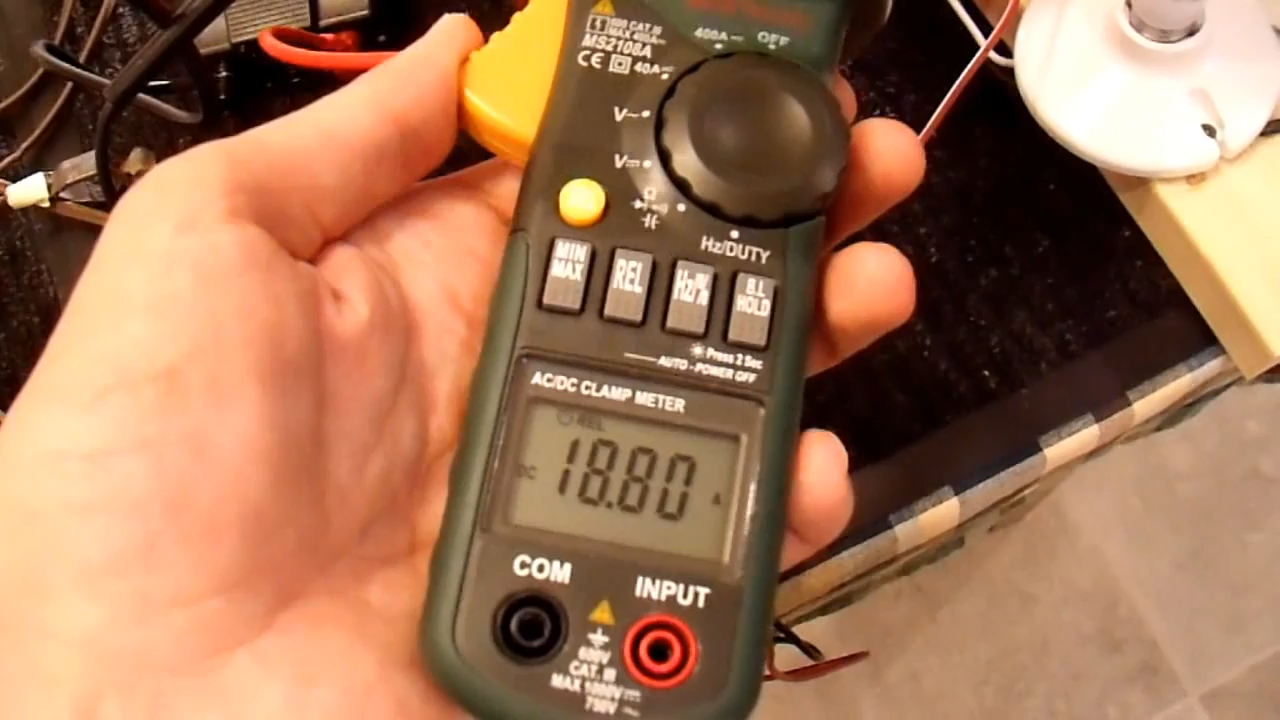 600 CAT. III
MAX 400A
400A OFF
MS2108A
CE 40A
V~
V
Ω
Hz/DUTY
MIN MAX
REL
Hz/%
B.L HOLD
Press 2 Sec
AUTO - POWER OFF
AC/DC CLAMP METER
REL
DC 18.80 A
COM
INPUT
600V
CAT. III
MAX 1000V
750V